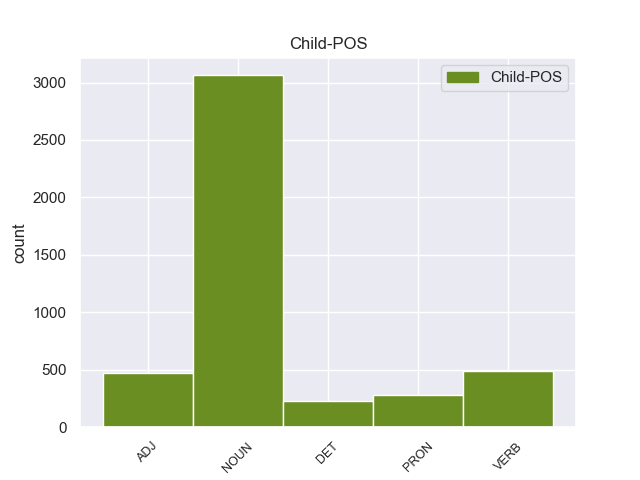 Child-POS
Child-POS
3000
2500
2000
1500
1000
500
0
count
ADJ
NOUN
DET
PRON
VERB